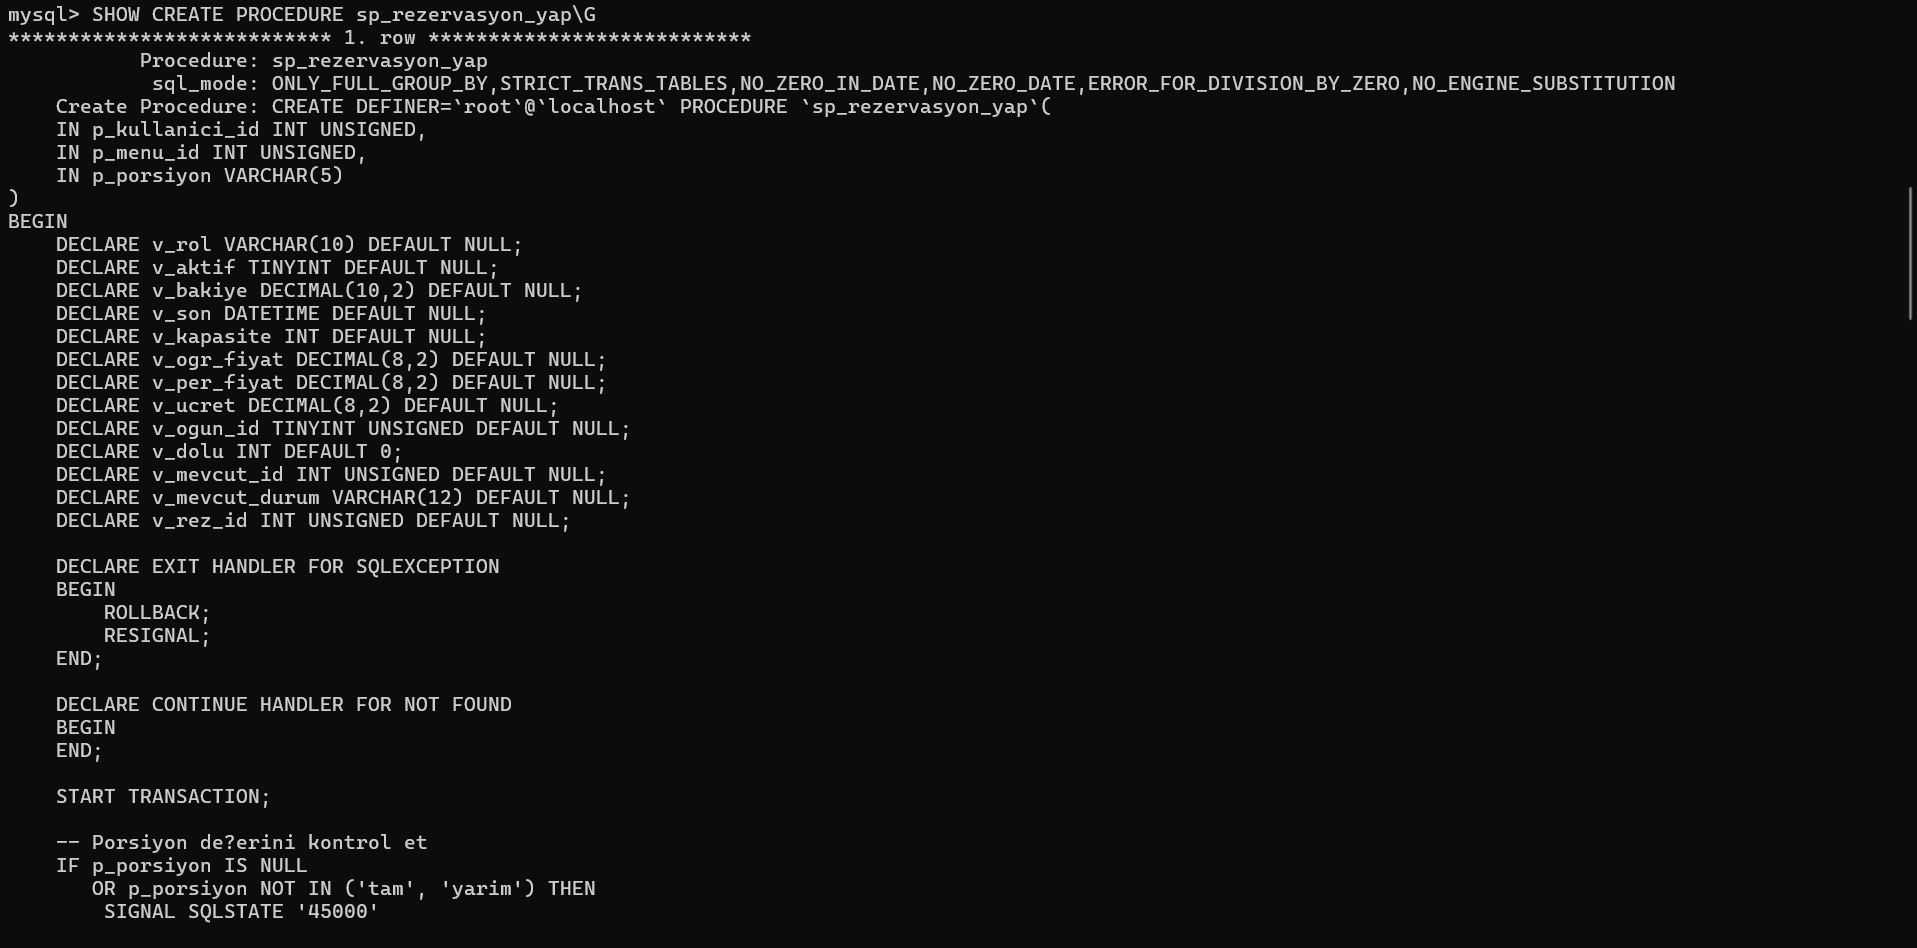 mysql> SHOW CREATE PROCEDURE sp_rezervasyon_yap\G
*************************** 1. row ***************************
           Procedure: sp_rezervasyon_yap
            sql_mode: ONLY_FULL_GROUP_BY,STRICT_TRANS_TABLES,NO_ZERO_IN_DATE,NO_ZERO_DATE,ERROR_FOR_DIVISION_BY_ZERO,NO_ENGINE_SUBSTITUTION
    Create Procedure: CREATE DEFINER=`root`@`localhost` PROCEDURE `sp_rezervasyon_yap`(
    IN p_kullanici_id INT UNSIGNED,
    IN p_menu_id INT UNSIGNED,
    IN p_porsiyon VARCHAR(5)
)
BEGIN
    DECLARE v_rol VARCHAR(10) DEFAULT NULL;
    DECLARE v_aktif TINYINT DEFAULT NULL;
    DECLARE v_bakiye DECIMAL(10,2) DEFAULT NULL;
    DECLARE v_son DATETIME DEFAULT NULL;
    DECLARE v_kapasite INT DEFAULT NULL;
    DECLARE v_ogr_fiyat DECIMAL(8,2) DEFAULT NULL;
    DECLARE v_per_fiyat DECIMAL(8,2) DEFAULT NULL;
    DECLARE v_ucret DECIMAL(8,2) DEFAULT NULL;
    DECLARE v_ogun_id TINYINT UNSIGNED DEFAULT NULL;
    DECLARE v_dolu INT DEFAULT 0;
    DECLARE v_mevcut_id INT UNSIGNED DEFAULT NULL;
    DECLARE v_mevcut_durum VARCHAR(12) DEFAULT NULL;
    DECLARE v_rez_id INT UNSIGNED DEFAULT NULL;

    DECLARE EXIT HANDLER FOR SQLEXCEPTION
    BEGIN
        ROLLBACK;
        RESIGNAL;
    END;

    DECLARE CONTINUE HANDLER FOR NOT FOUND
    BEGIN
    END;

    START TRANSACTION;

    -- Porsiyon de?erini kontrol et
    IF p_porsiyon IS NULL
       OR p_porsiyon NOT IN ('tam', 'yarim') THEN
        SIGNAL SQLSTATE '45000'